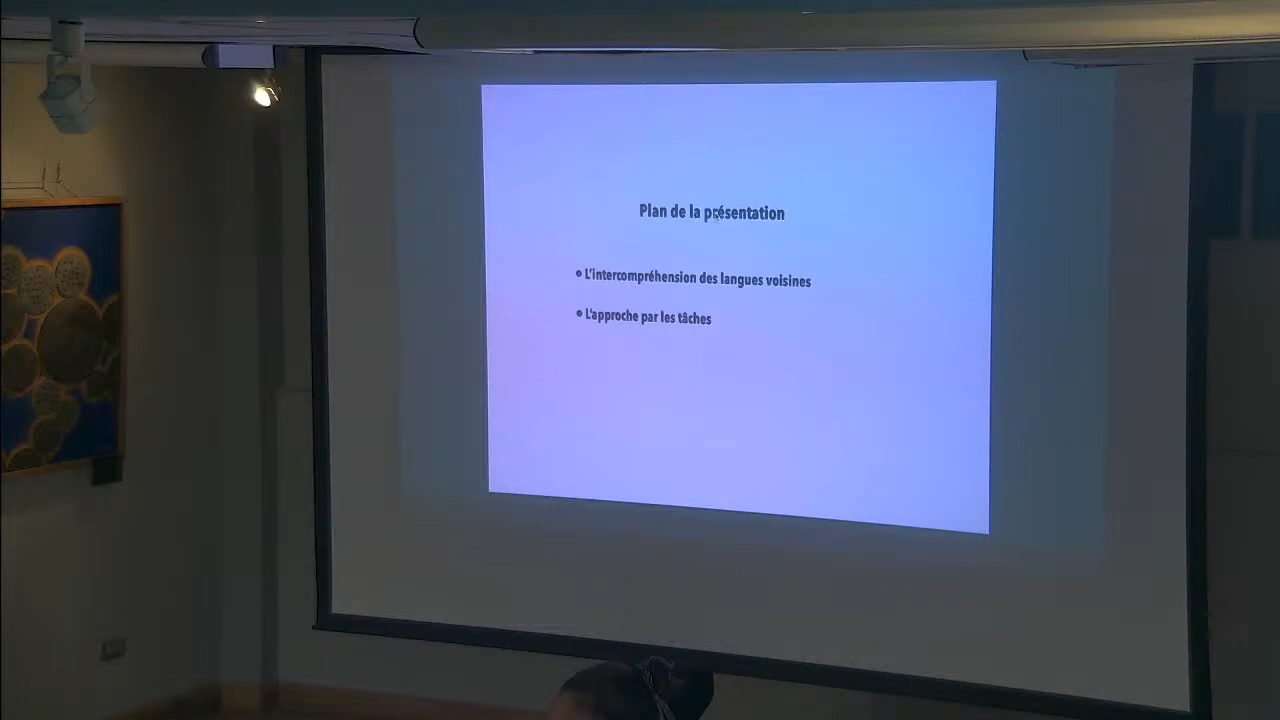 Plan de la présentation
• L'intercompréhension des langues voisines
• L'approche par les tâches